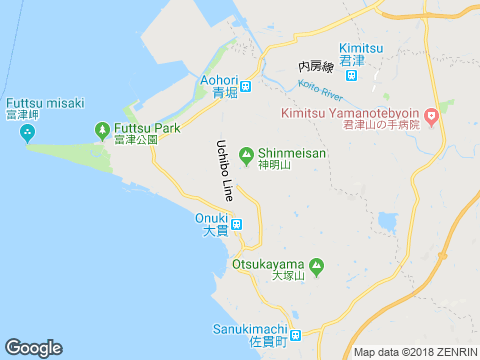 Kimitsu
君津
内房線
Koito River
Aohori
青堀
Futtsu misaki
富津岬
Futtsu Park
富津公園
Kimitsu Yamanotebyoin
君津山の手病院
Uchibo Line
Shinmeisan
神明山
Onuki
大貫
Otsukayama
大塚山
Sanukimachi
佐貫町
Google
Map data ©2018 ZENRIN